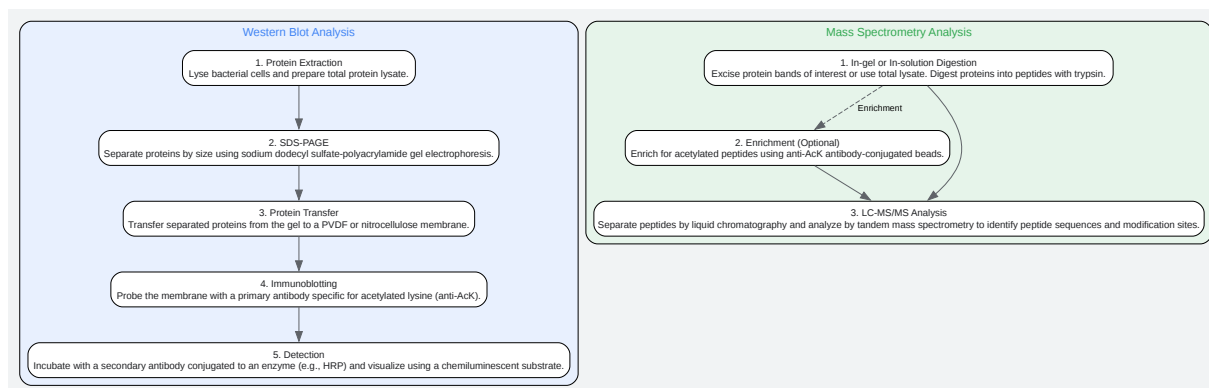 Western Blot Analysis
1. Protein Extraction
Lyse bacterial cells and prepare total protein lysate.
2. SDS-PAGE
Separate proteins by size using sodium dodecyl sulfate-polyacrylamide gel electrophoresis.
3. Protein Transfer
Transfer separated proteins from the gel to a PVDF or nitrocellulose membrane.
4. Immunoblotting
Probe the membrane with a primary antibody specific for acetylated lysine (anti-AcK).
5. Detection
Incubate with a secondary antibody conjugated to an enzyme (e.g., HRP) and visualize using a chemiluminescent substrate.
Mass Spectrometry Analysis
1. In-gel or In-solution Digestion
Excise protein bands of interest or use total lysate. Digest proteins into peptides with trypsin.
Enrichment
2. Enrichment (Optional)
Enrich for acetylated peptides using anti-AcK antibody-conjugated beads.
3. LC-MS/MS Analysis
Separate peptides by liquid chromatography and analyze by tandem mass spectrometry to identify peptide sequences and modification sites.